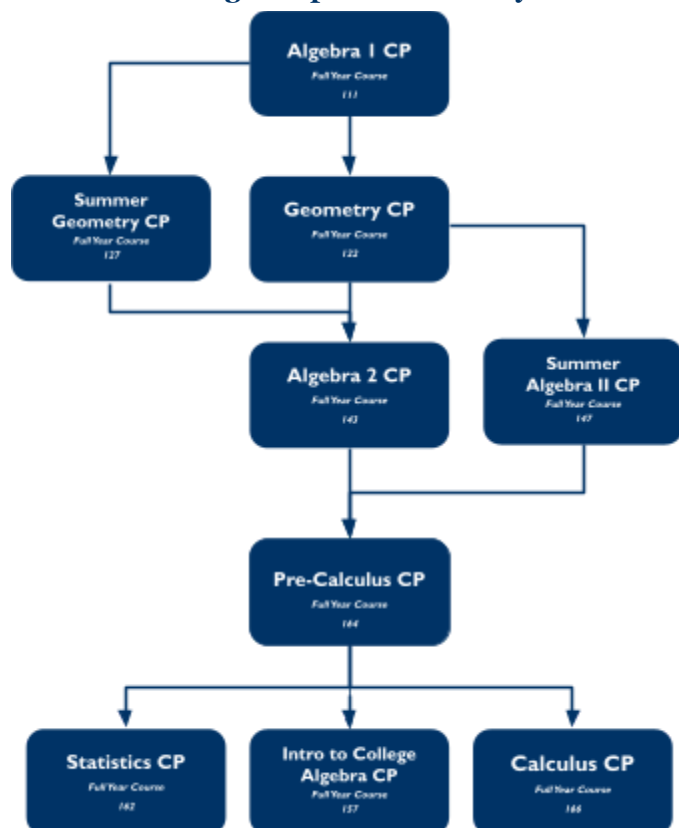 Algebra 1 CP
Full Year Course
111
Summer
Geometry CP
Full Year Course
127
Geometry CP
Full Year Course
122
Algebra 2 CP
Full Year Course
143
Summer
Algebra II CP
Full Year Course
147
Pre-Calculus CP
Full Year Course
164
Statistics CP
Full Year Course
162
Intro to College
Algebra CP
Full Year Course
157
Calculus CP
Full Year Course
166